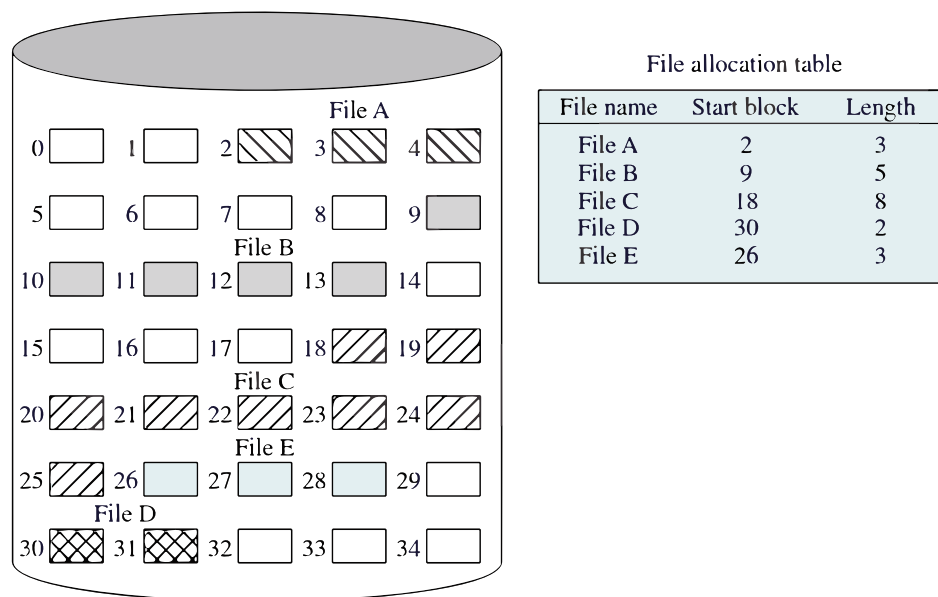 File A
0 1 2 3 4
5 6 7 8 9
File B
10 11 12 13 14
15 16 17 18 19
File C
20 21 22 23 24
File E
25 26 27 28 29
File D
30 31 32 33 34
File allocation table
File name Start block Length
File A 2 3
File B 9 5
File C 18 8
File D 30 2
File E 26 3